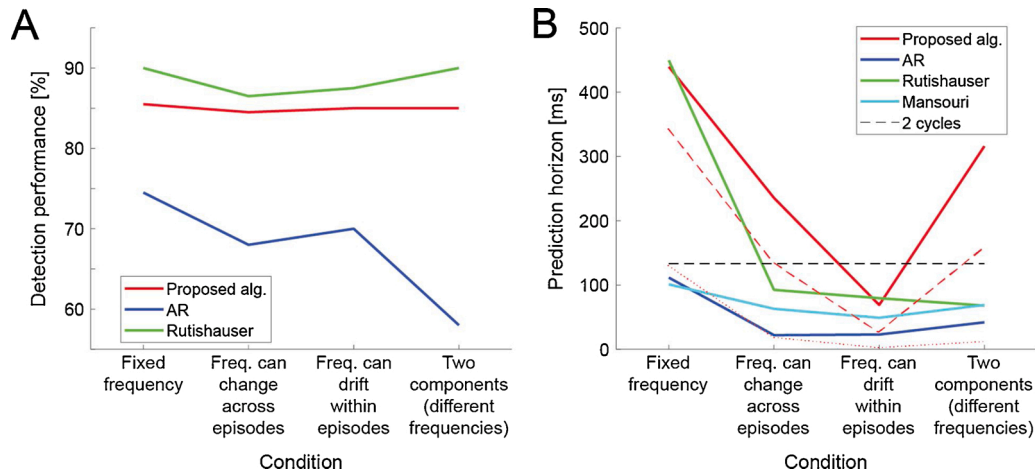 A
Detection performance [%]
90
80
70
60
Proposed alg.
AR
Rutishauser
Fixed
frequency
Freq. can
change
across
episodes
Freq. can
drift
within
episodes
Two
components
(different
frequencies)
Condition
B
Prediction horizon [ms]
500
400
300
200
100
0
Proposed alg.
AR
Rutishauser
Mansouri
2 cycles
Fixed
frequency
Freq. can
change
across
episodes
Freq. can
drift
within
episodes
Two
components
(different
frequencies)
Condition